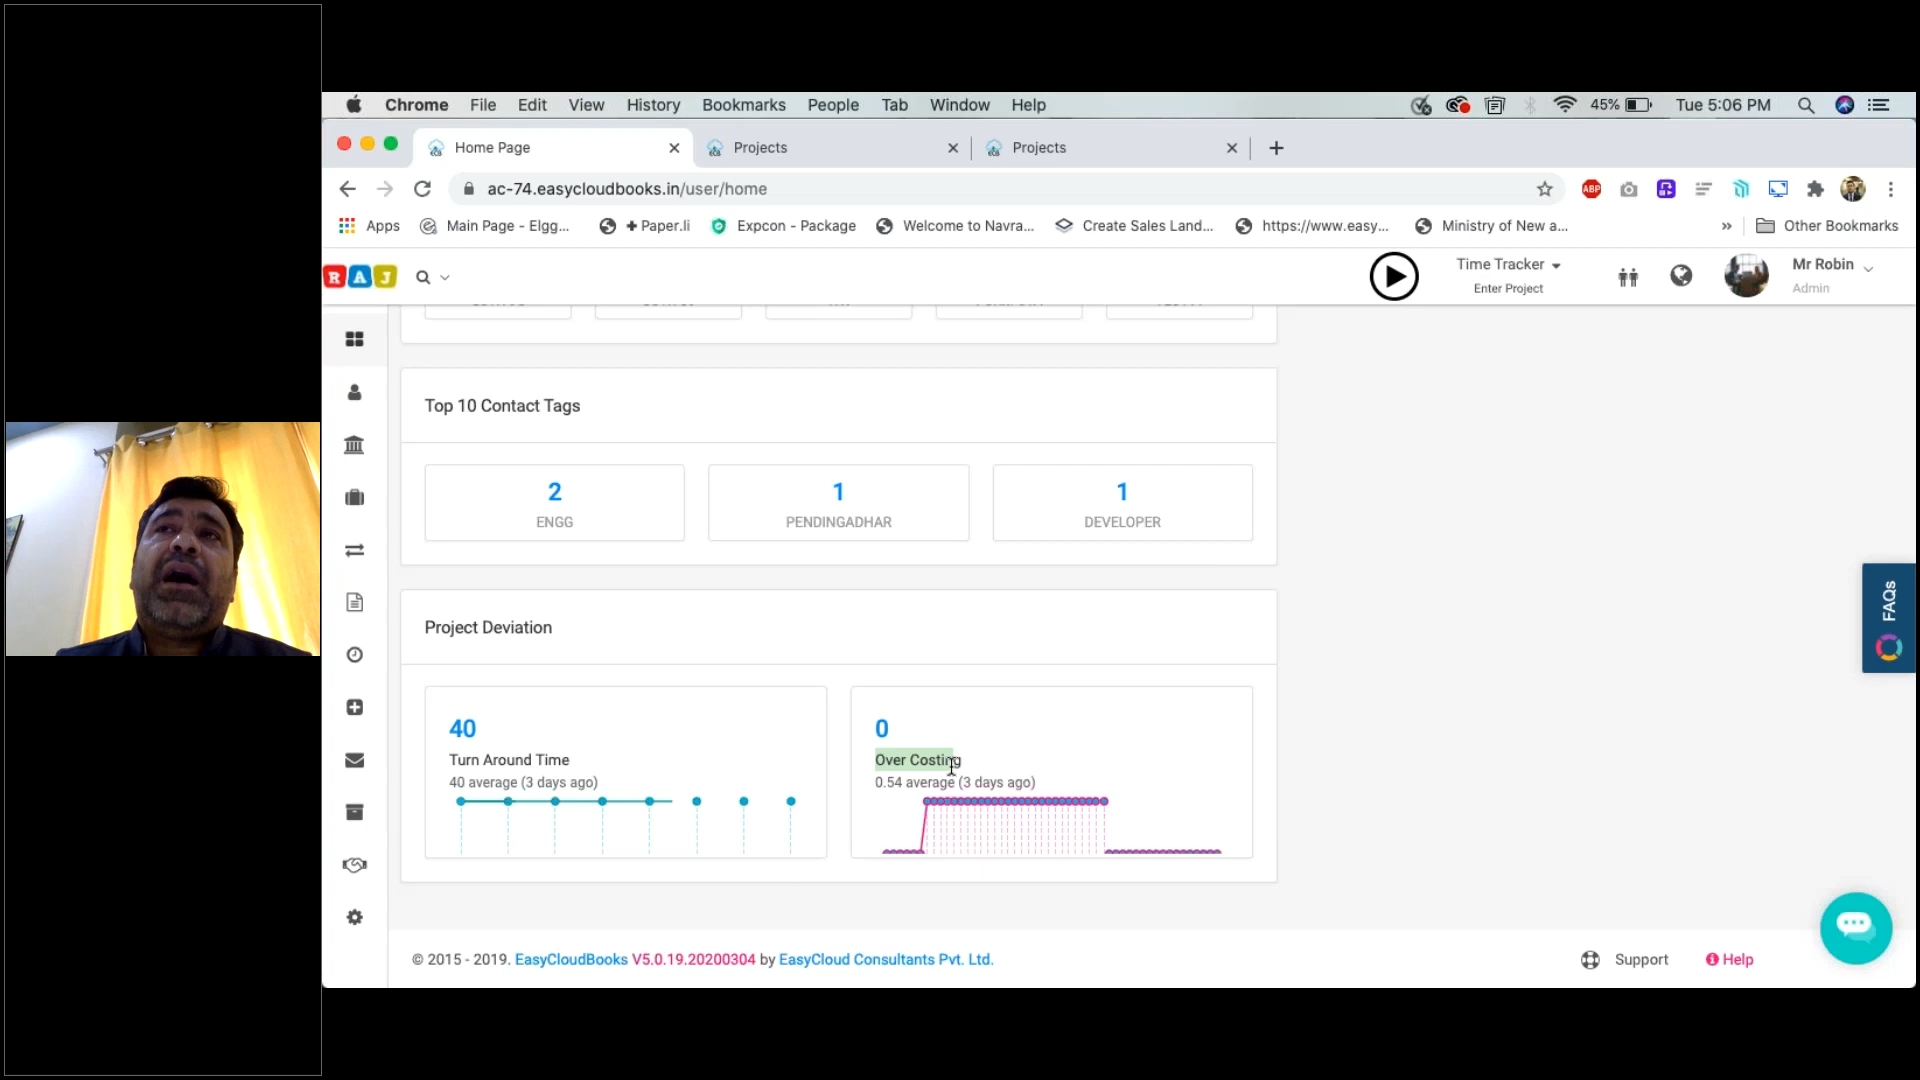 Chrome File Edit View History Bookmarks People Tab Window Help
45% Tue 5:06 PM
Home Page
Projects
Projects
ac-74.easycloudbooks.in/user/home
ABP
Apps
Main Page - Elgg...
+ Paper.li
Expcon - Package
Welcome to Navra...
Create Sales Land...
https://www.easy...
Ministry of New a...
»
Other Bookmarks
RAJ
Time Tracker
Enter Project
Mr Robin
Admin
Top 10 Contact Tags
2
ENGG
1
PENDINGADHAR
1
DEVELOPER
Project Deviation
40
Turn Around Time
40 average (3 days ago)
0
Over Costing
0.54 average (3 days ago)
FAQs
© 2015 - 2019. EasyCloudBooks V5.0.19.20200304 by EasyCloud Consultants Pvt. Ltd.
Support
Help